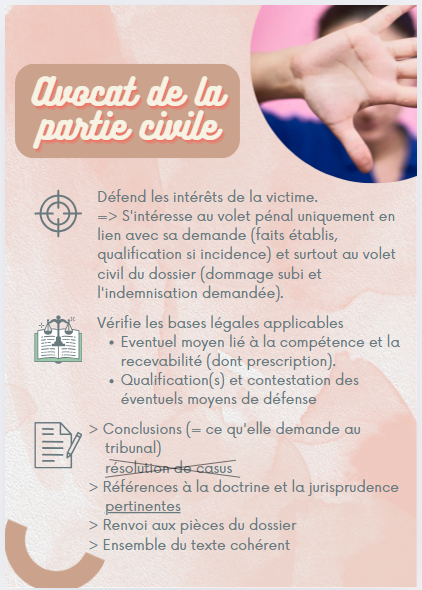 Avocat de la
partie civile
Défend les intérêts de la victime.
=> S'intéresse au volet pénal uniquement en
lien avec sa demande (faits établis,
qualification si incidence) et surtout au volet
civil du dossier (dommage subi et
l'indemnisation demandée).
Vérifie les bases légales applicables
• Eventuel moyen lié à la compétence et la
recevabilité (dont prescription).
• Qualification(s) et contestation des
éventuels moyens de défense
> Conclusions (= ce qu'elle demande au
tribunal)
résolution de casus
> Références à la doctrine et la jurisprudence
pertinentes
> Renvoi aux pièces du dossier
> Ensemble du texte cohérent